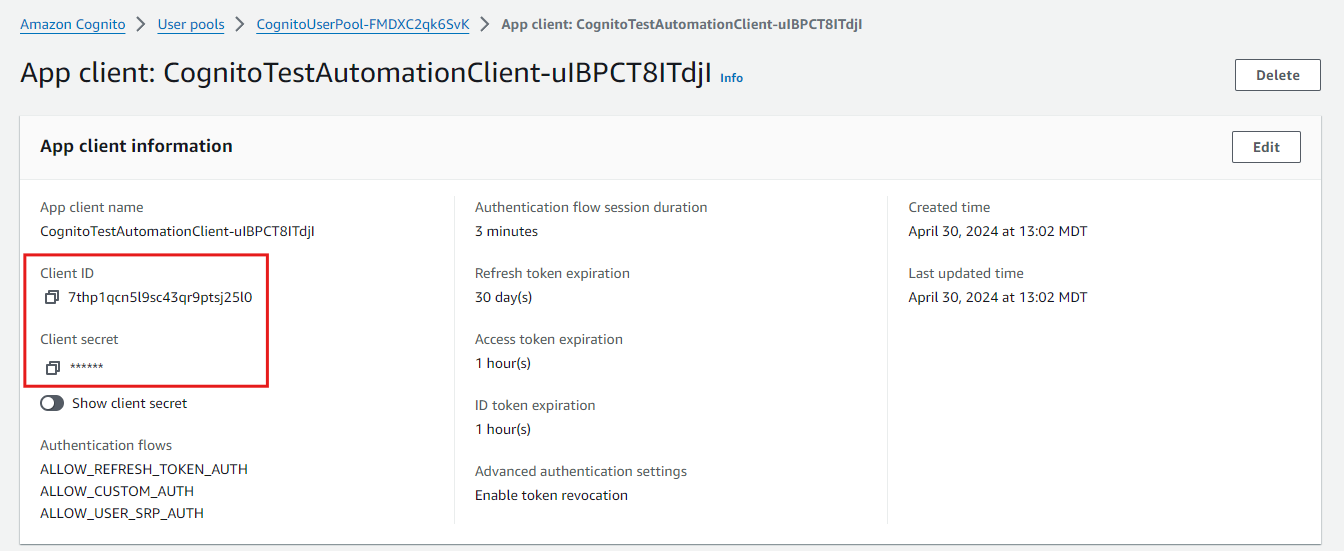 Amazon Cognito > User pools > CognitoUserPool-FMDXC2qk6SvK > App client: CognitoTestAutomationClient-uIBPCT8ITdjI
App client: CognitoTestAutomationClient-uIBPCT8ITdjI Info
Delete
App client information
Edit
App client name
CognitoTestAutomationClient-uIBPCT8ITdjI
Client ID
7thp1qcn5l9sc43qr9ptsj25l0
Client secret
******
Show client secret
Authentication flows
ALLOW_REFRESH_TOKEN_AUTH
ALLOW_CUSTOM_AUTH
ALLOW_USER_SRP_AUTH
Authentication flow session duration
3 minutes
Refresh token expiration
30 day(s)
Access token expiration
1 hour(s)
ID token expiration
1 hour(s)
Advanced authentication settings
Enable token revocation
Created time
April 30, 2024 at 13:02 MDT
Last updated time
April 30, 2024 at 13:02 MDT